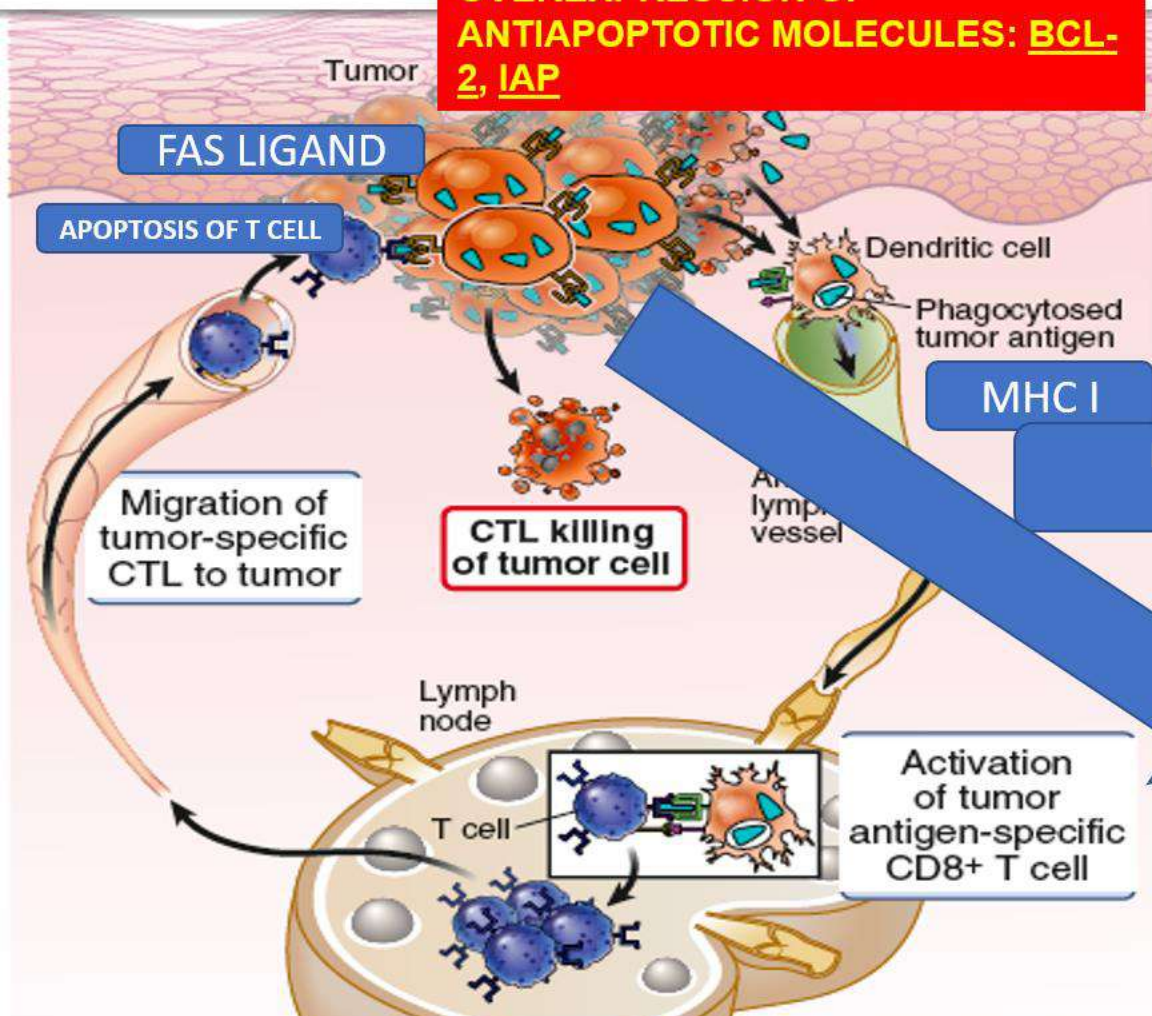 ANTIAPOPTOTIC MOLECULES: BCL-
2, IAP
Tumor
FAS LIGAND
APOPTOSIS OF T CELL
Dendritic cell
Phagocytosed
tumor antigen
MHC I
vessel
Migration of
tumor-specific
CTL to tumor
CTL killing
of tumor cell
Lymph
node
T cell
Activation
of tumor
antigen-specific
CD8+ T cell